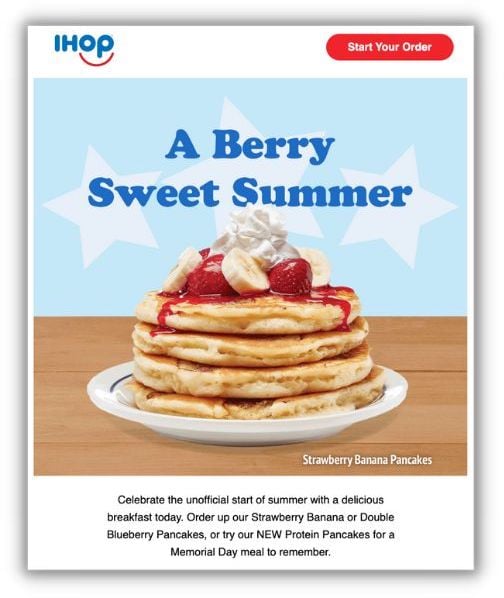 IHOP
Start Your Order
A Berry
Sweet Summer
Strawberry Banana Pancakes
Celebrate the unofficial start of summer with a delicious
breakfast today. Order up our Strawberry Banana or Double
Blueberry Pancakes, or try our NEW Protein Pancakes for a
Memorial Day meal to remember.